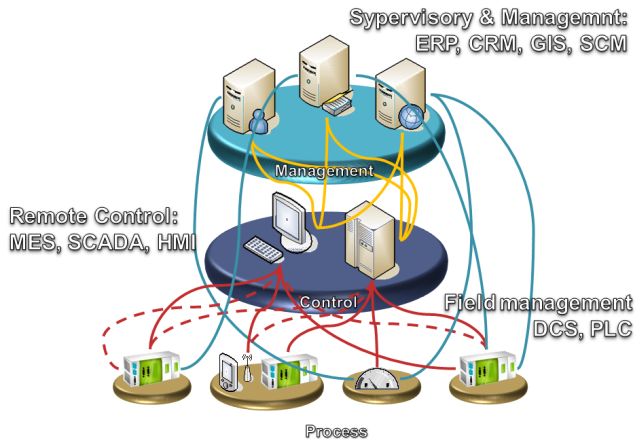 Sypervisory & Managemnt:
ERP, CRM, GIS, SCM
Management
Remote Control:
MES, SCADA, HMI
Control
Field management
DCS, PLC
Process